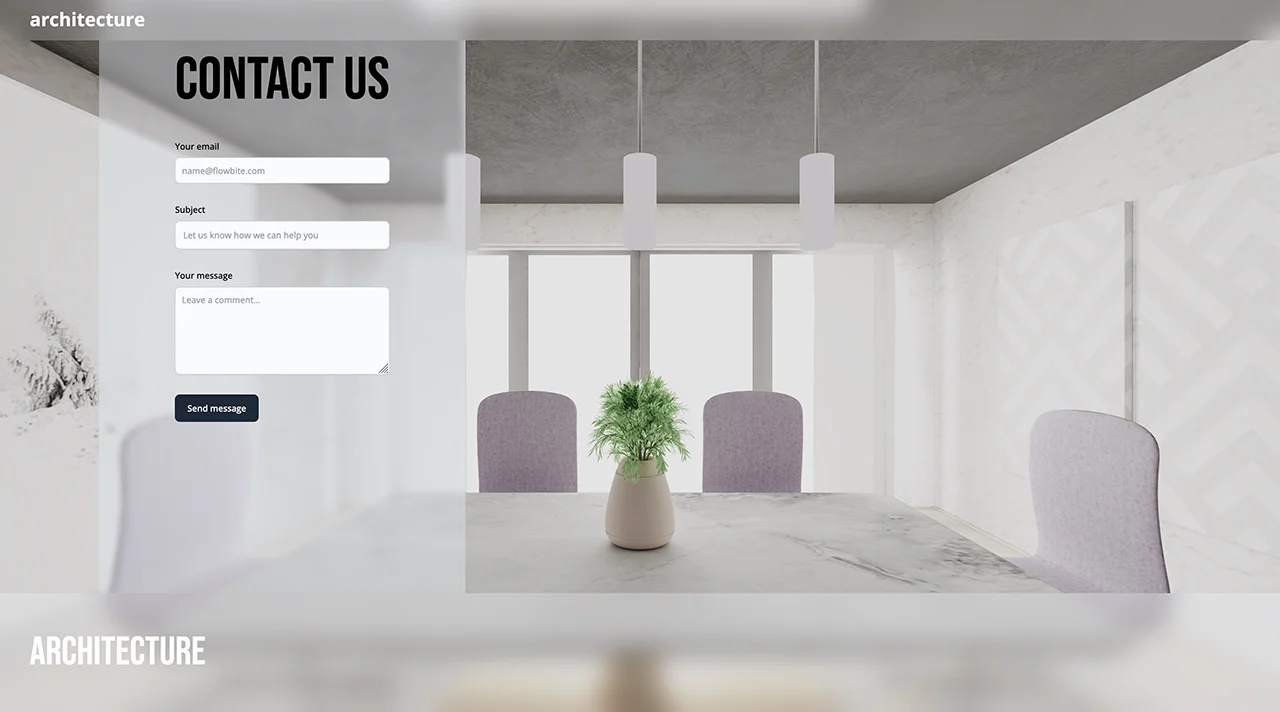 architecture
CONTACT US
Your email
name@flowbite.com
Subject
Let us know how we can help you
Your message
Leave a comment...
Send message
ARCHITECTURE